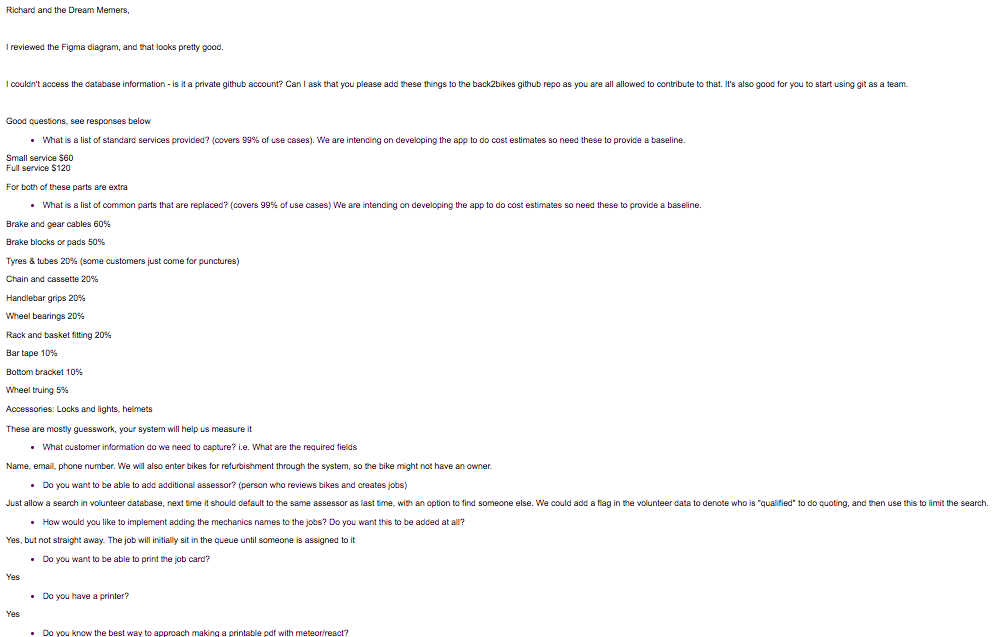 Richard and the Dream Memers,
I reviewed the Figma diagram, and that looks pretty good.
I couldn't access the database information - is it a private github account? Can I ask that you please add these things to the back2bikes github repo as you are all allowed to contribute to that. It's also good for you to start using git as a team.
Good questions, see responses below
• What is a list of standard services provided? (covers 99% of use cases). We are intending on developing the app to do cost estimates so need these to provide a baseline.
Small service $60
Full service $120
For both of these parts are extra
• What is a list of common parts that are replaced? (covers 99% of use cases) We are intending on developing the app to do cost estimates so need these to provide a baseline.
Brake and gear cables 60%
Brake blocks or pads 50%
Tyres & tubes 20% (some customers just come for punctures)
Chain and cassette 20%
Handlebar grips 20%
Wheel bearings 20%
Rack and basket fitting 20%
Bar tape 10%
Bottom bracket 10%
Wheel truing 5%
Accessories: Locks and lights, helmets
These are mostly guesswork, your system will help us measure it
• What customer information do we need to capture? i.e. What are the required fields
Name, email, phone number. We will also enter bikes for refurbishment through the system, so the bike might not have an owner.
• Do you want to be able to add additional assessor? (person who reviews bikes and creates jobs)
Just allow a search in volunteer database, next time it should default to the same assessor as last time, with an option to find someone else. We could add a flag in the volunteer data to denote who is "qualified" to do quoting, and then use this to limit the search.
• How would you like to implement adding the mechanics names to the jobs? Do you want this to be added at all?
Yes, but not straight away. The job will initially sit in the queue until someone is assigned to it
• Do you want to be able to print the job card?
Yes
• Do you have a printer?
Yes
• Do you know the best way to approach making a printable pdf with meteor/react?